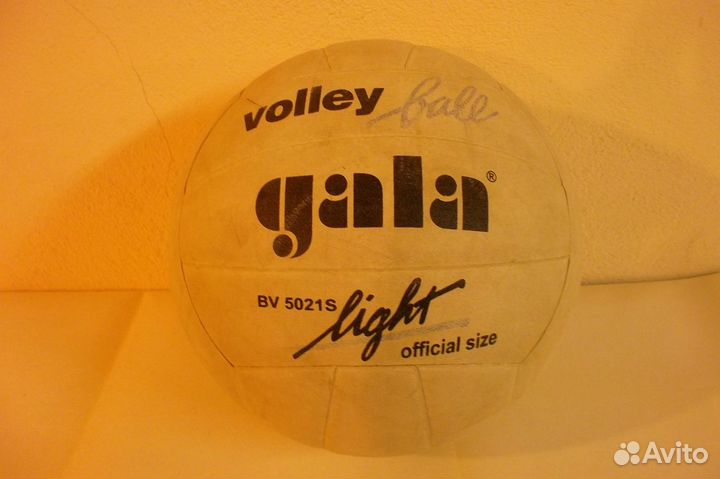 volley ball
gala®
BV 5021S light
official size
Avito